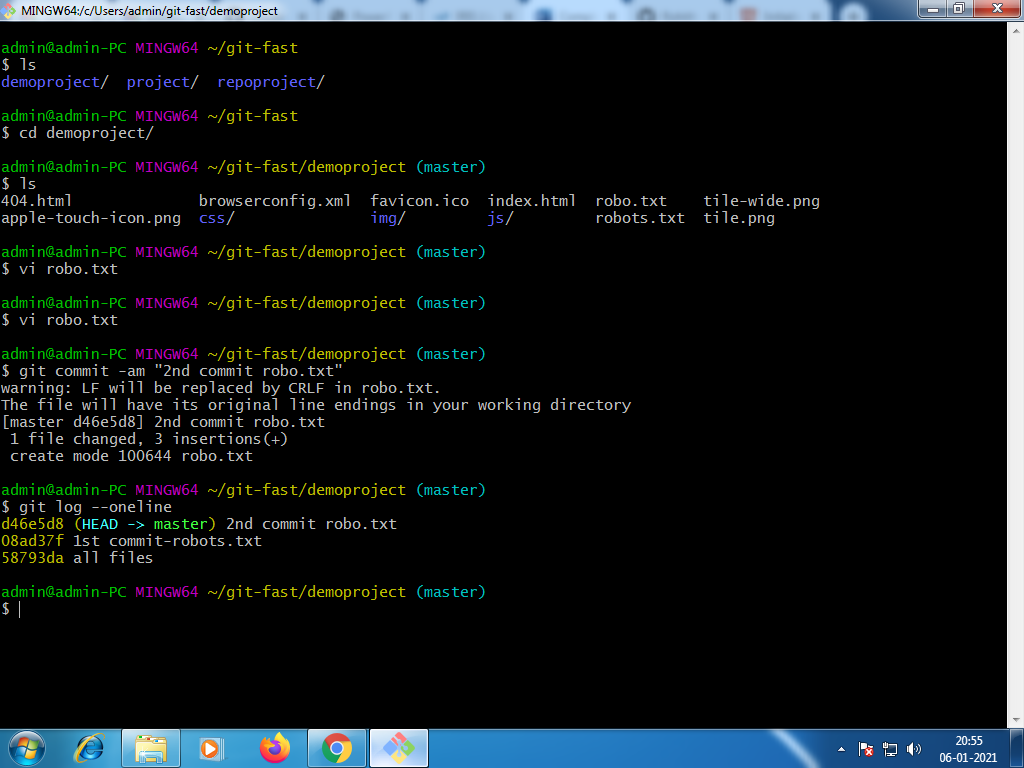 MINGW64:/c/Users/admin/git-fast/demoproject
admin@admin-PC MINGW64 ~/git-fast
$ ls
demoproject/  project/  repoproject/
admin@admin-PC MINGW64 ~/git-fast
$ cd demoproject/
admin@admin-PC MINGW64 ~/git-fast/demoproject (master)
$ ls
404.html              browserconfig.xml  favicon.ico  index.html  robo.txt    tile-wide.png
apple-touch-icon.png  css/               img/         js/         robots.txt  tile.png
admin@admin-PC MINGW64 ~/git-fast/demoproject (master)
$ vi robo.txt
admin@admin-PC MINGW64 ~/git-fast/demoproject (master)
$ vi robo.txt
admin@admin-PC MINGW64 ~/git-fast/demoproject (master)
$ git commit -am "2nd commit robo.txt"
warning: LF will be replaced by CRLF in robo.txt.
The file will have its original line endings in your working directory
[master d46e5d8] 2nd commit robo.txt
 1 file changed, 3 insertions(+)
 create mode 100644 robo.txt
admin@admin-PC MINGW64 ~/git-fast/demoproject (master)
$ git log --oneline
d46e5d8 (HEAD -> master) 2nd commit robo.txt
08ad37f 1st commit-robots.txt
58793da all files
admin@admin-PC MINGW64 ~/git-fast/demoproject (master)
$
20:55
06-01-2021